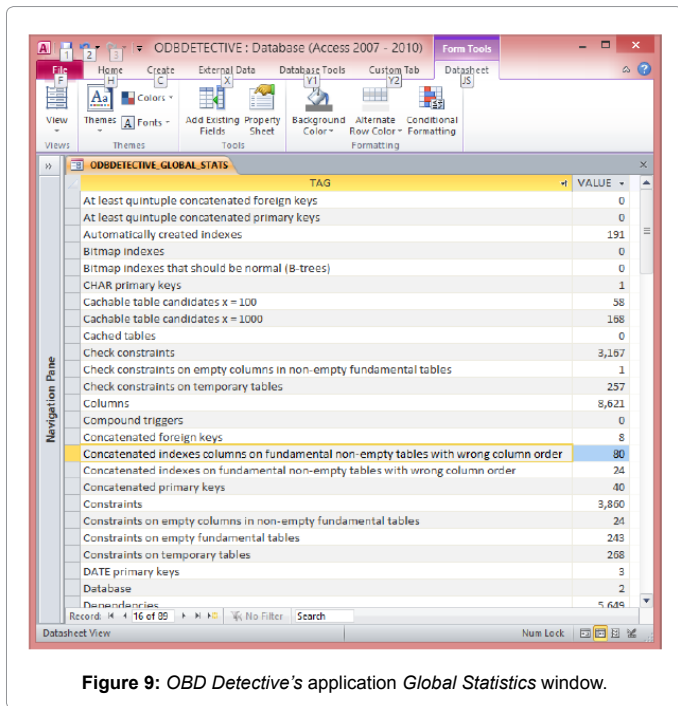 ODBDETECTIVE : Database (Access 2007 - 2010) Form Tools
1 2 3
File Home Create External Data Database Tools Custom Tab Datasheet
F H C X Y1 Y2 JS
View Themes Colors Fonts Add Existing Fields Property Sheet Background Color Alternate Row Color Conditional Formatting
Views Themes Tools Formatting
ODBDETECTIVE_GLOBAL_STATS
Navigation Pane
TAG VALUE
At least quintuple concatenated foreign keys 0
At least quintuple concatenated primary keys 0
Automatically created indexes 191
Bitmap indexes 0
Bitmap indexes that should be normal (B-trees) 0
CHAR primary keys 1
Cachable table candidates x = 100 58
Cachable table candidates x = 1000 168
Cached tables 0
Check constraints 3,167
Check constraints on empty columns in non-empty fundamental tables 1
Check constraints on temporary tables 257
Columns 8,621
Compound triggers 0
Concatenated foreign keys 8
Concatenated indexes columns on fundamental non-empty tables with wrong column order 80
Concatenated indexes on fundamental non-empty tables with wrong column order 24
Concatenated primary keys 40
Constraints 3,860
Constraints on empty columns in non-empty fundamental tables 24
Constraints on empty fundamental tables 243
Constraints on temporary tables 268
DATE primary keys 3
Database 2
Dependencies 5,649
Record: 16 of 89 No Filter Search
Datasheet View Num Lock
Figure 9: OBD Detective's application Global Statistics window.